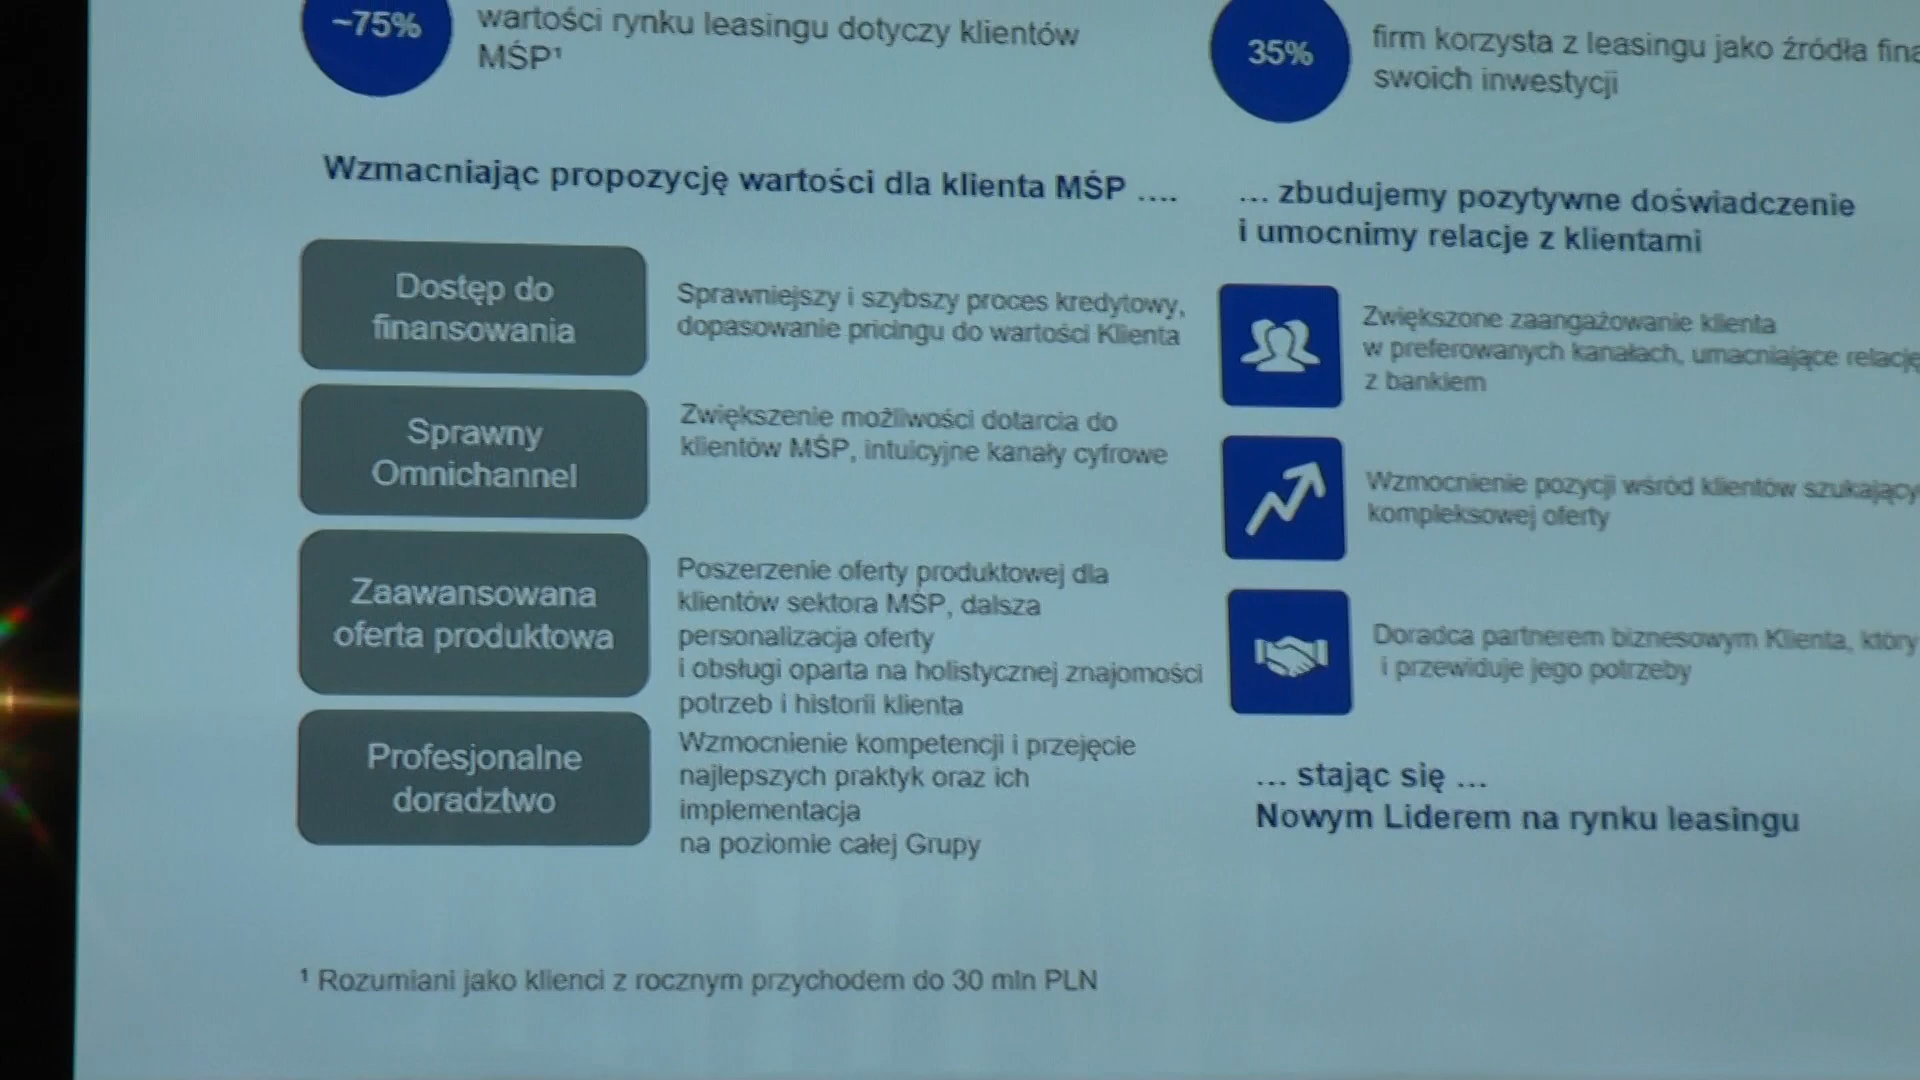 ~75%
wartości rynku leasingu dotyczy klientów
MŚP¹
35%
firm korzysta z leasingu jako źródła
swoich inwestycji
Wzmacniając propozycję wartości dla klienta MŚP ....
Dostęp do
finansowania
Sprawniejszy i szybszy proces kredytowy,
dopasowanie pricingu do wartości Klienta
Sprawny
Omnichannel
Zwiększenie możliwości dotarcia do
klientów MŚP, intuicyjne kanały cyfrowe
Zaawansowana
oferta produktowa
Poszerzenie oferty produktowej dla
klientów sektora MŚP, dalsza
personalizacja oferty
i obsługi oparta na holistycznej znajomości
potrzeb i historii klienta
Profesjonalne
doradztwo
Wzmocnienie kompetencji i przejęcie
najlepszych praktyk oraz ich
implementacja
na poziomie całej Grupy
... zbudujemy pozytywne doświadczenie
i umocnimy relacje z klientami
Zwiększone zaangażowanie klienta
w preferowanych kanałach, umacniające relację
z bankiem
Wzmocnienie pozycji wśród klientów
kompleksowej oferty
Doradca partnerem biznesowym Klienta, który
i przewiduje jego potrzeby
... stając się ...
Nowym Liderem na rynku leasingu
¹ Rozumiani jako klienci z rocznym przychodem do 30 mln PLN